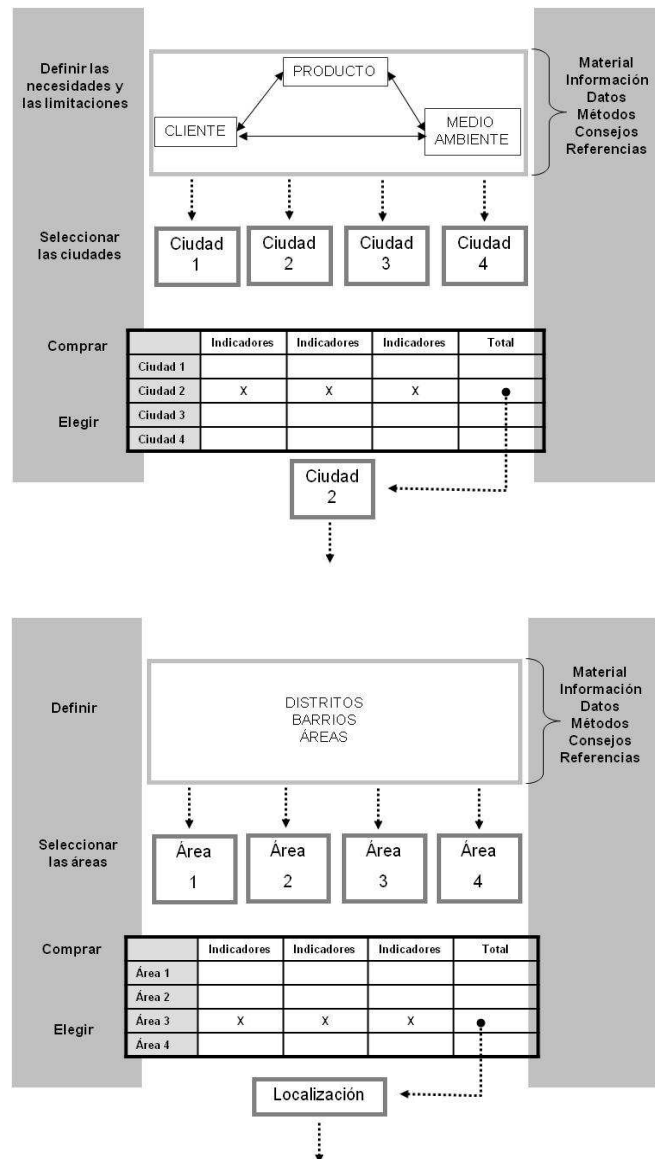 Definir las
necesidades y
las limitaciones
PRODUCTO
CLIENTE
MEDIO
AMBIENTE
Material
Información
Datos
Métodos
Consejos
Referencias
Seleccionar
las ciudades
Ciudad
1
Ciudad
2
Ciudad
3
Ciudad
4
Comprar
Elegir
Indicadores Indicadores Indicadores Total
Ciudad 1
Ciudad 2 X X X
Ciudad 3
Ciudad 4
Ciudad
2
Definir
DISTRITOS
BARRIOS
ÁREAS
Material
Información
Datos
Métodos
Consejos
Referencias
Seleccionar
las áreas
Área
1
Área
2
Área
3
Área
4
Comprar
Elegir
Indicadores Indicadores Indicadores Total
Área 1
Área 2
Área 3 X X X
Área 4
Localización